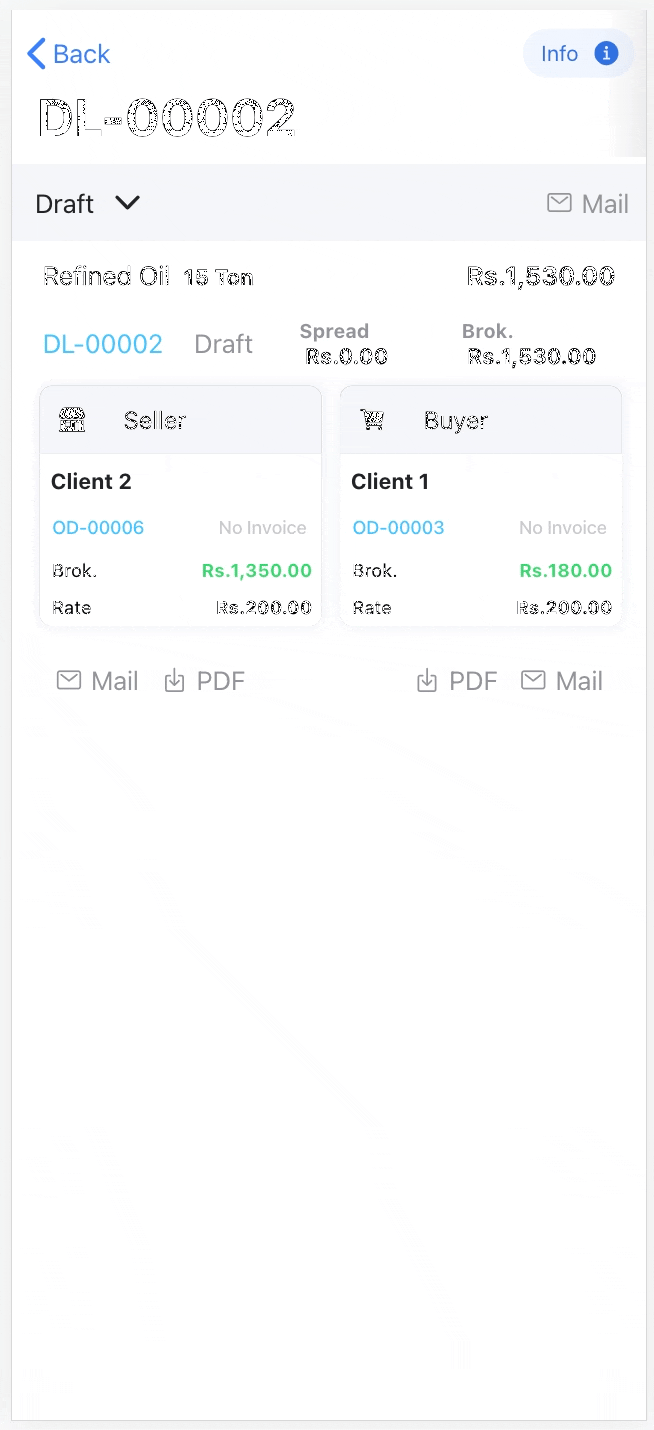 Back Info
DL-00002
Draft Mail
Refined Oil 15 Ton Rs.1,530.00
DL-00002 Draft Spread Brok.
Rs.0.00 Rs.1,530.00
Seller Buyer
Client 2 Client 1
OD-00006 No Invoice OD-00003 No Invoice
Brok. Rs.1,350.00 Brok. Rs.180.00
Rate Rs.200.00 Rate Rs.200.00
Mail PDF PDF Mail